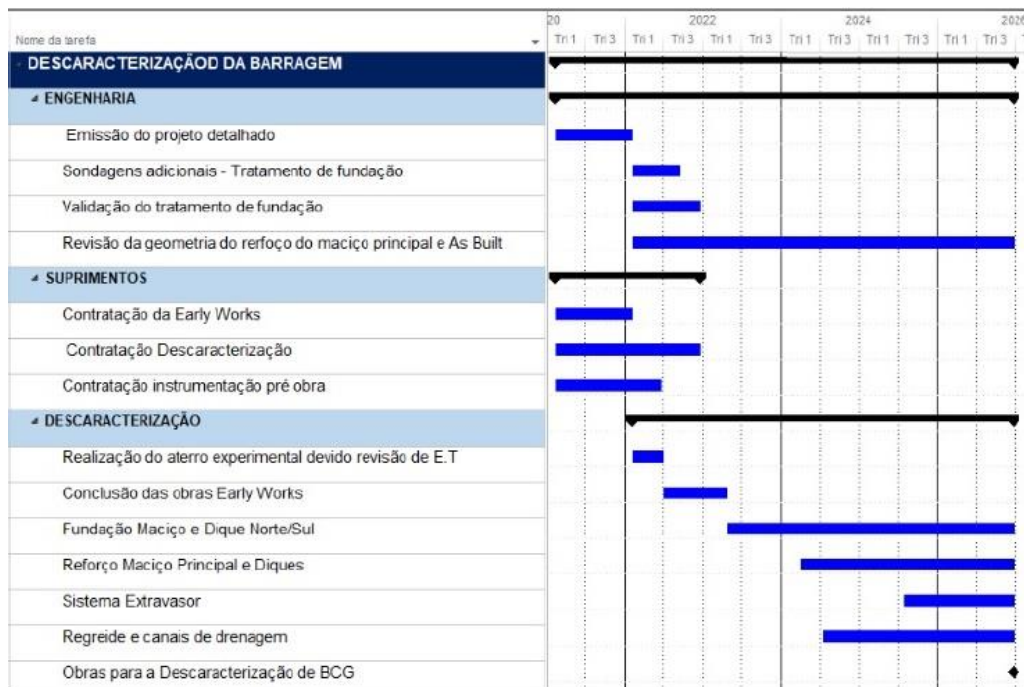 20 2022 2024 2026
Nome da tarefa Tri 1 Tri 3 Tri 1 Tri 3 Tri 1 Tri 3 Tri 1 Tri 3 Tri 1 Tri 3 Tri 1 Tri 3
DESCARACTERIZAÇÃOD DA BARRAGEM
ENGENHARIA
Emissão do projeto detalhado
Sondagens adicionais - Tratamento de fundação
Validação do tratamento de fundação
Revisão da geometria do rerfoço do maciço principal e As Built
SUPRIMENTOS
Contratação da Early Works
Contratação Descaracterização
Contratação instrumentação pré obra
DESCARACTERIZAÇÃO
Realização do aterro experimental devido revisão de E.T
Conclusão das obras Early Works
Fundação Maciço e Dique Norte/Sul
Reforço Maciço Principal e Diques
Sistema Extravasor
Regreide e canais de drenagem
Obras para a Descaracterização de BCG